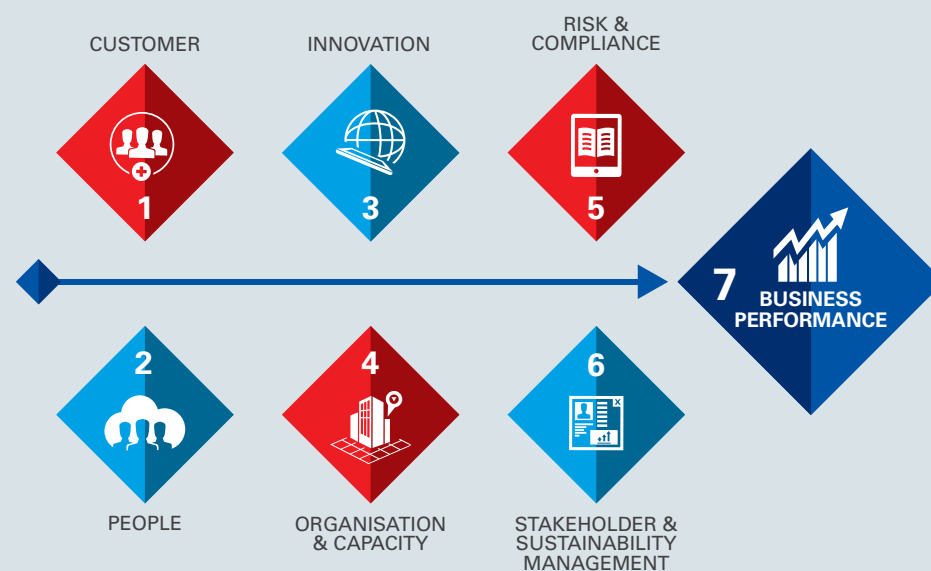 CUSTOMER
1
INNOVATION
3
RISK &
COMPLIANCE
5
7
BUSINESS
PERFORMANCE
2
PEOPLE
4
ORGANISATION
& CAPACITY
6
X
STAKEHOLDER &
SUSTAINABILITY
MANAGEMENT